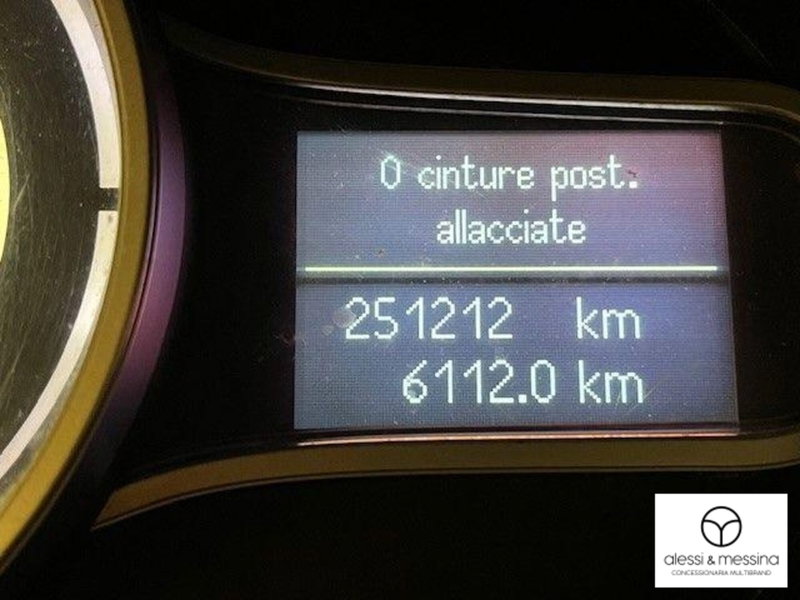 0 cinture post.
allacciate
251212 km
6112.0 km
alessi & messina
CONCESSIONARIA MULTIBRAND